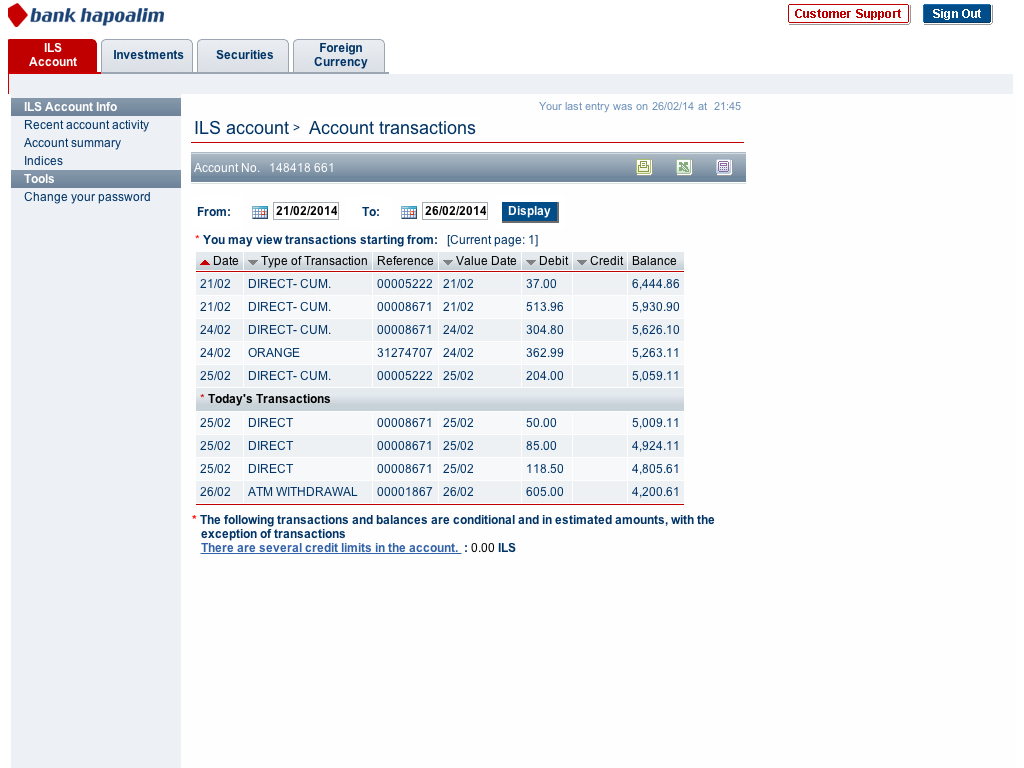 bank hapoalim
Customer Support
Sign Out
ILS Account
Investments
Securities
Foreign Currency
ILS Account Info
Recent account activity
Account summary
Indices
Tools
Change your password
Your last entry was on 26/02/14 at 21:45
ILS account > Account transactions
Account No. 148418 661
From: 21/02/2014 To: 26/02/2014 Display
* You may view transactions starting from: [Current page: 1]
Date Type of Transaction Reference Value Date Debit Credit Balance
21/02 DIRECT- CUM. 00005222 21/02 37.00 6,444.86
21/02 DIRECT- CUM. 00008671 21/02 513.96 5,930.90
24/02 DIRECT- CUM. 00008671 24/02 304.80 5,626.10
24/02 ORANGE 31274707 24/02 362.99 5,263.11
25/02 DIRECT- CUM. 00005222 25/02 204.00 5,059.11
* Today's Transactions
25/02 DIRECT 00008671 25/02 50.00 5,009.11
25/02 DIRECT 00008671 25/02 85.00 4,924.11
25/02 DIRECT 00008671 25/02 118.50 4,805.61
26/02 ATM WITHDRAWAL 00001867 26/02 605.00 4,200.61
* The following transactions and balances are conditional and in estimated amounts, with the
exception of transactions
There are several credit limits in the account. : 0.00 ILS